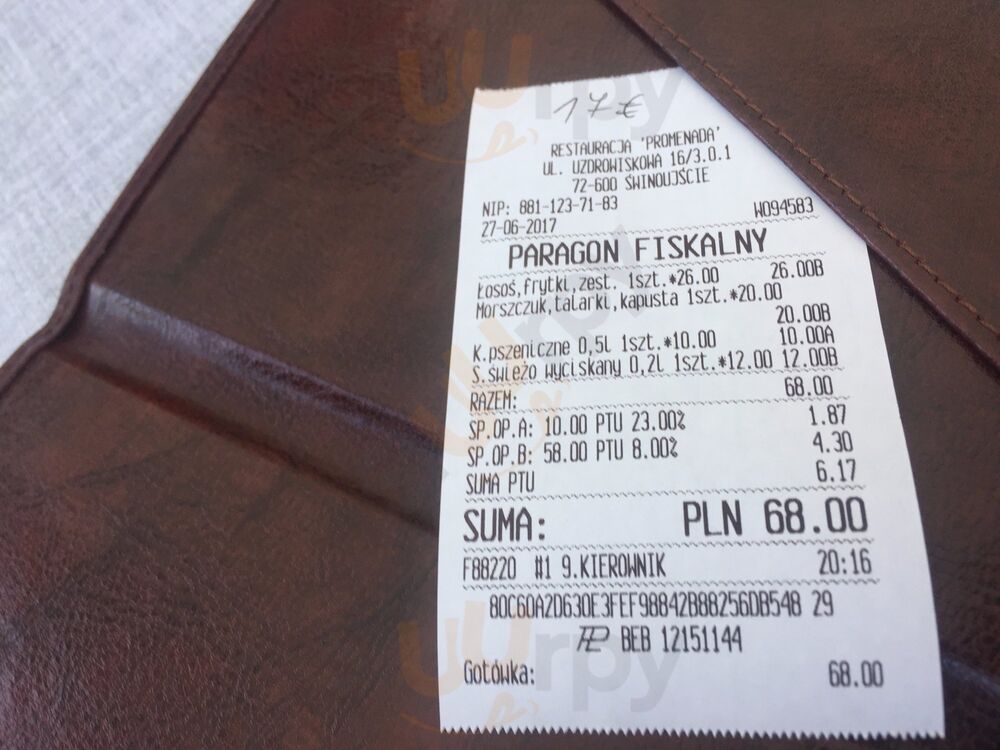 17 €
RESTAURACJA 'PROMENADA'
UL. UZDROWISKOWA 16/3.0.1
72-600 ŚWINOUJŚCIE
NIP: 881-123-71-83
27-06-2017 W094583
PARAGON FISKALNY
Łosoś,frytki,zest. 1szt.*26.00 26.00B
Morszczuk,talarki,kapusta 1szt.*20.00
20.00B
K.pszeniczne 0,5l 1szt.*10.00 10.00A
S.świeżo wyciskany 0,2l 1szt.*12.00 12.00B
RAZEM: 68.00
SP.OP.A: 10.00 PTU 23.00% 1.87
SP.OP.B: 58.00 PTU 8.00% 4.30
SUMA PTU 6.17
SUMA: PLN 68.00
F88220 #1 9.KIEROWNIK 20:16
80C60A2D630E3FEF98842B88256DB548 29
BEB 12151144
Gotówka: 68.00
wUrpy
wUrpy
wUrpy